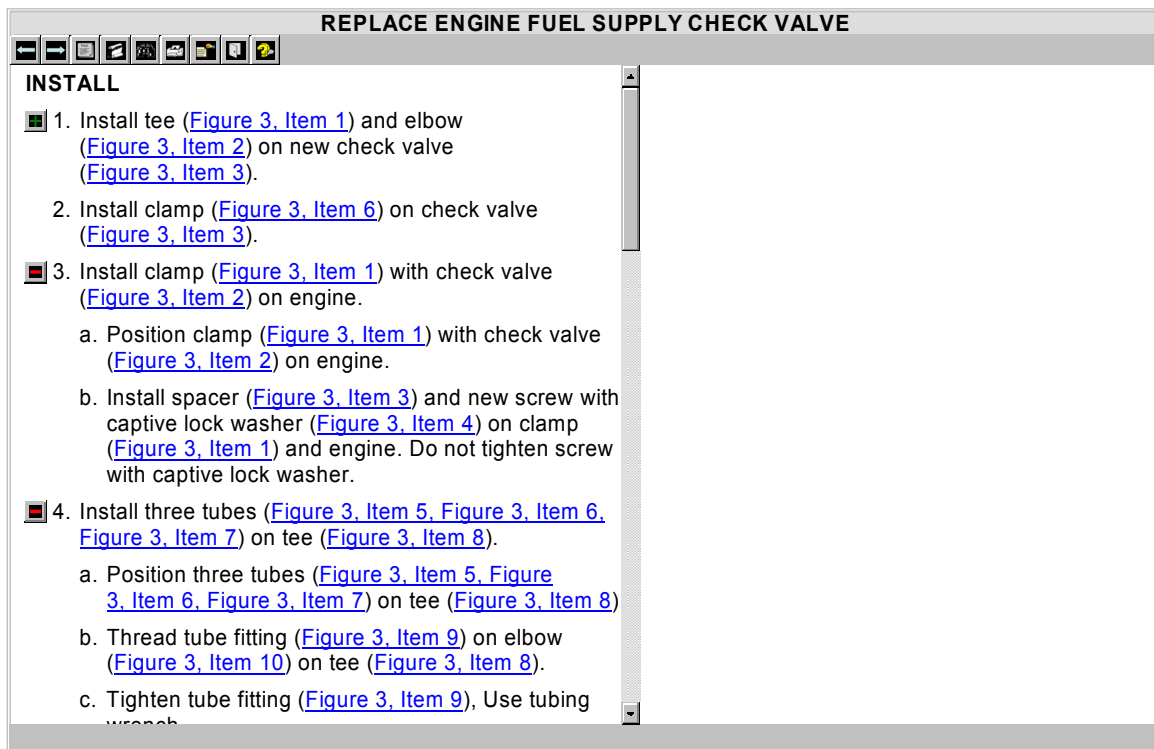 REPLACE ENGINE FUEL SUPPLY CHECK VALVE
INSTALL
1. Install tee (Figure 3, Item 1) and elbow
(Figure 3, Item 2) on new check valve
(Figure 3, Item 3).
2. Install clamp (Figure 3, Item 6) on check valve
(Figure 3, Item 3).
3. Install clamp (Figure 3, Item 1) with check valve
(Figure 3, Item 2) on engine.
a. Position clamp (Figure 3, Item 1) with check valve
(Figure 3, Item 2) on engine.
b. Install spacer (Figure 3, Item 3) and new screw with
captive lock washer (Figure 3, Item 4) on clamp
(Figure 3, Item 1) and engine. Do not tighten screw
with captive lock washer.
4. Install three tubes (Figure 3, Item 5, Figure 3, Item 6,
Figure 3, Item 7) on tee (Figure 3, Item 8).
a. Position three tubes (Figure 3, Item 5, Figure
3, Item 6, Figure 3, Item 7) on tee (Figure 3, Item 8)
b. Thread tube fitting (Figure 3, Item 9) on elbow
(Figure 3, Item 10) on tee (Figure 3, Item 8).
c. Tighten tube fitting (Figure 3, Item 9), Use tubing
wrench